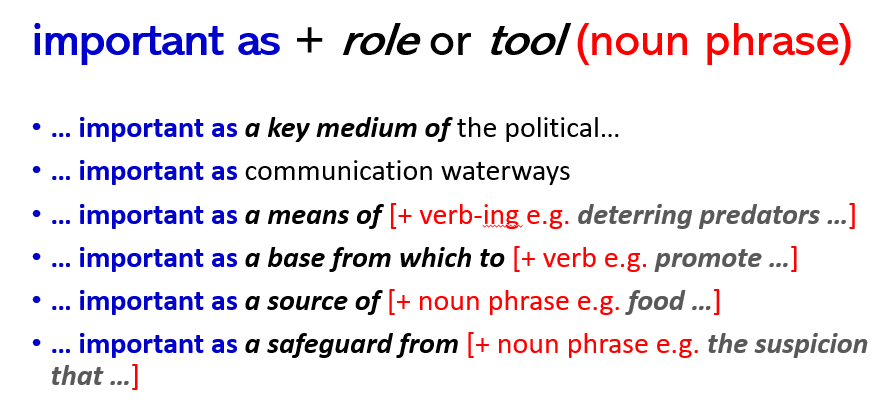 important as + role or tool (noun phrase)
• ... important as a key medium of the political...
• ... important as communication waterways
• ... important as a means of [+ verb-ing e.g. deterring predators ...]
• ... important as a base from which to [+ verb e.g. promote ...]
• ... important as a source of [+ noun phrase e.g. food ...]
• ... important as a safeguard from [+ noun phrase e.g. the suspicion
that ...]